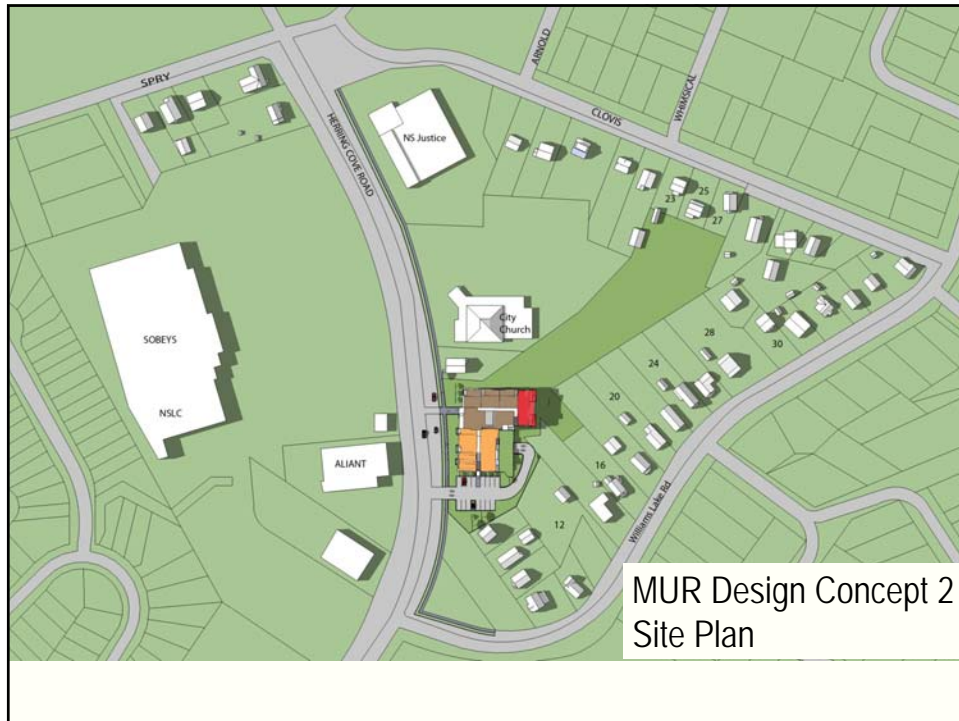 SPRY
ARNOLD
WHIMSICAL
HERRING COVE ROAD
NS Justice
CLOVIS
23
25
27
City
Church
SOBEYS
NSLC
ALIANT
28
30
24
20
16
12
Williams Lake Rd
MUR Design Concept 2
Site Plan